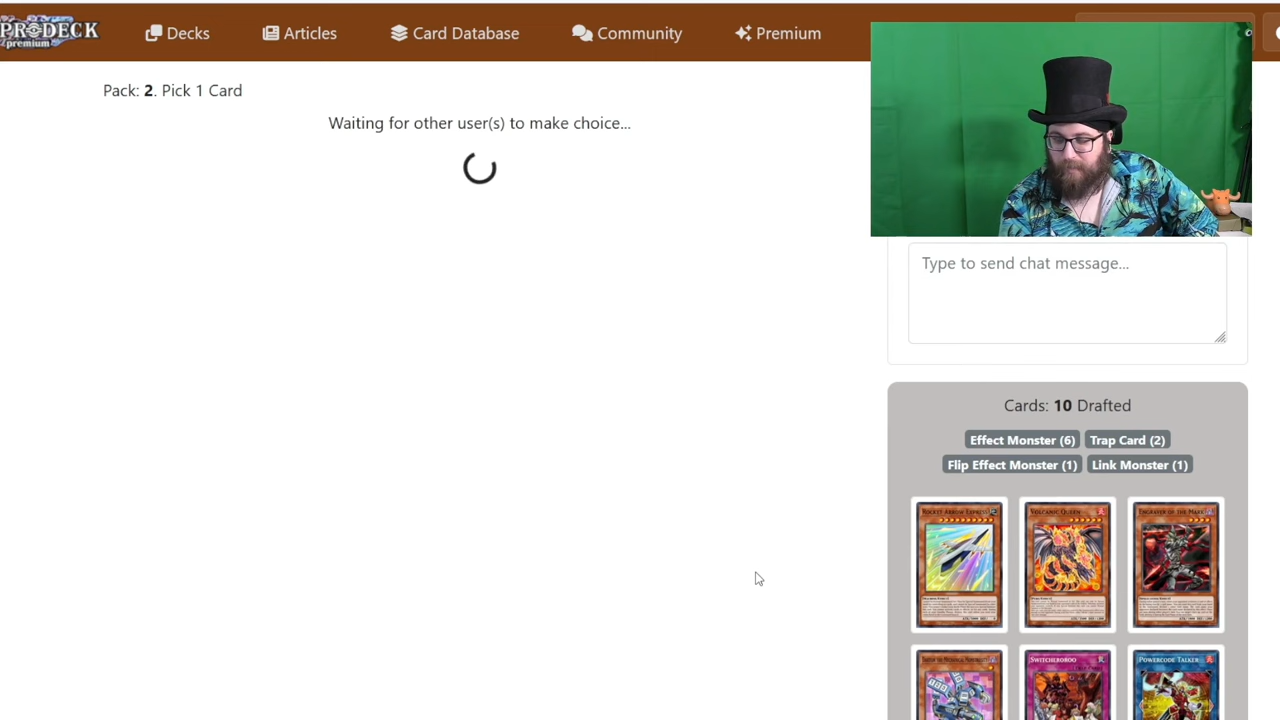 PRODECK
premium
Decks
Articles
Card Database
Community
Premium
Pack: 2. Pick 1 Card
Waiting for other user(s) to make choice...
Type to send chat message...
Cards: 10 Drafted
Effect Monster (6)
Trap Card (2)
Flip Effect Monster (1)
Link Monster (1)
ROCKET ARROW EXPRESS
VOLCANIC QUEEN
ENGRAVER OF THE MARK
SWITCHEROROO
POWERCODE TALKER